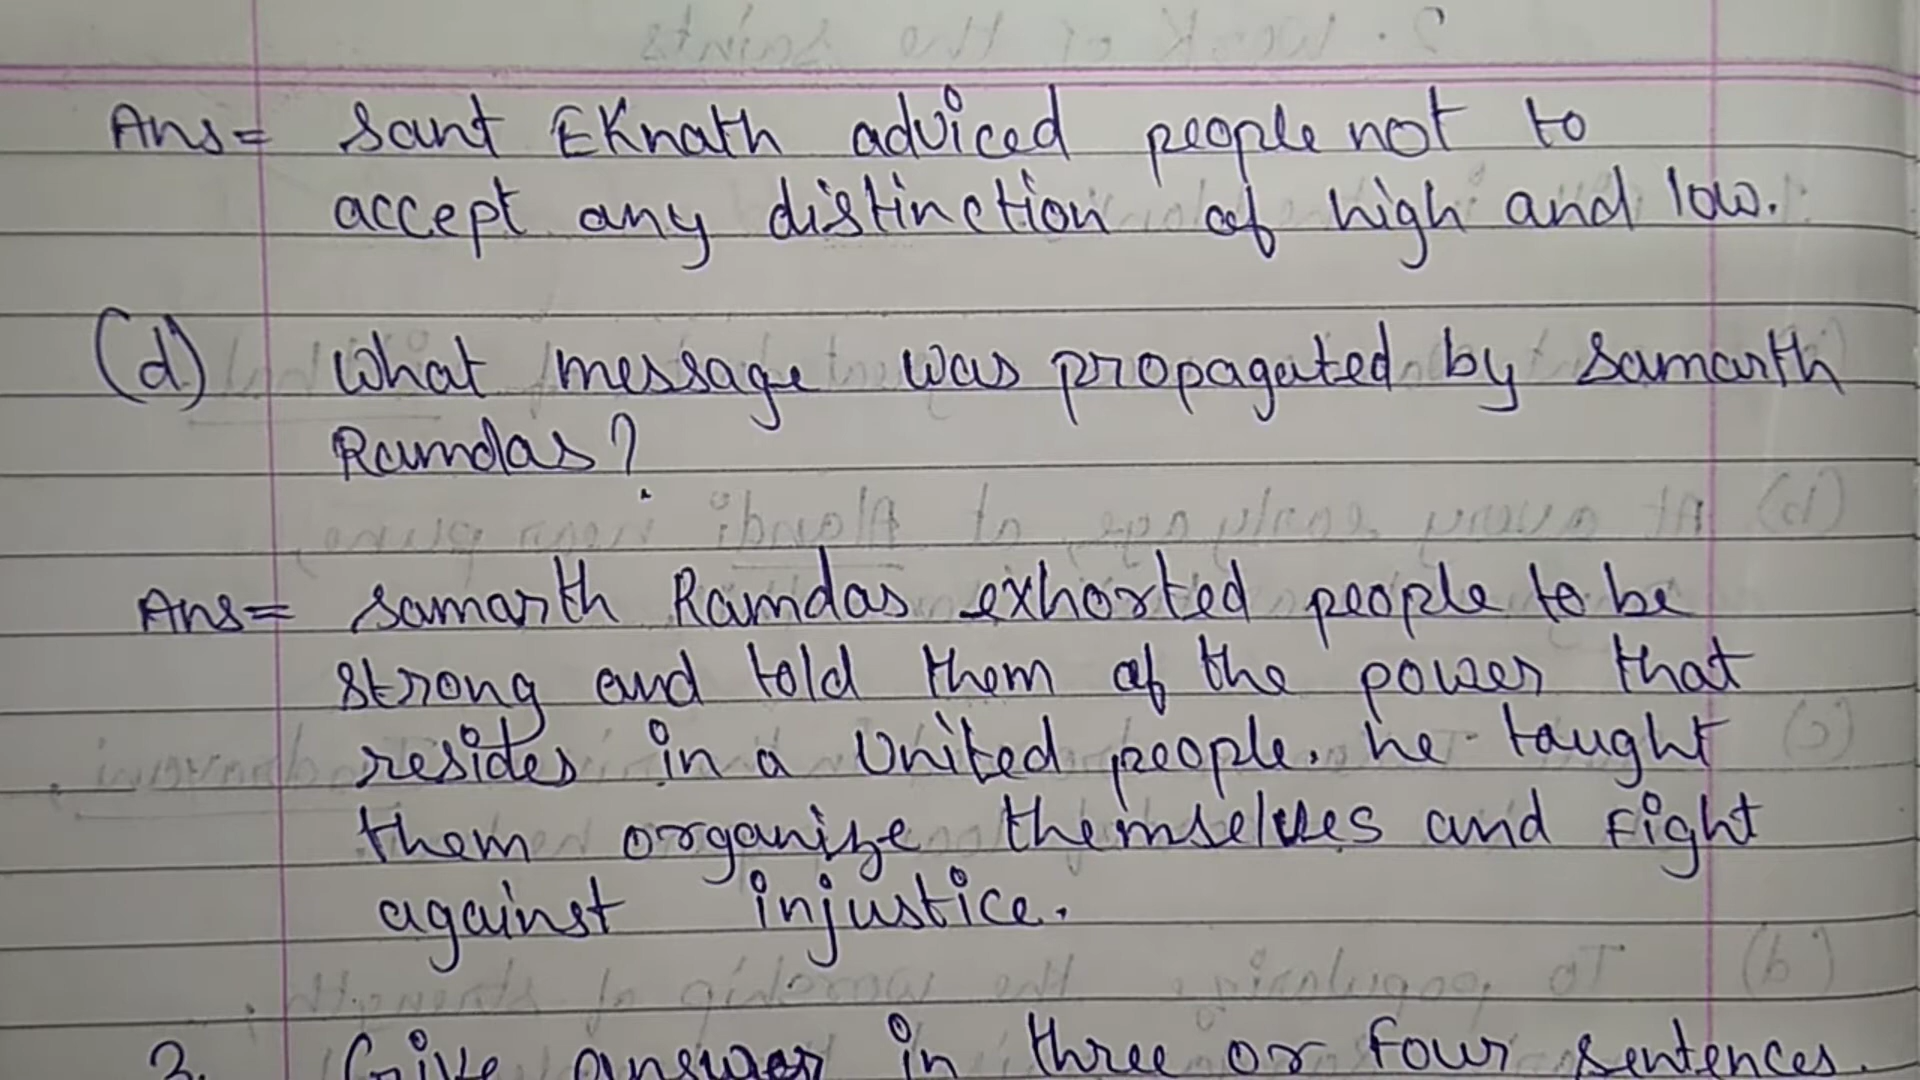 Ans= Sant EKnath adviced people not to
accept any distinction of high and low.
(d) What message was propagated by Samarth
Ramdas?
Ans= Samarth Ramdas exhorted people to be
strong and told them of the power that
resides in a United people. he taught
them organize themselves and Fight
against injustice.
3. Give answer in three or four sentences.